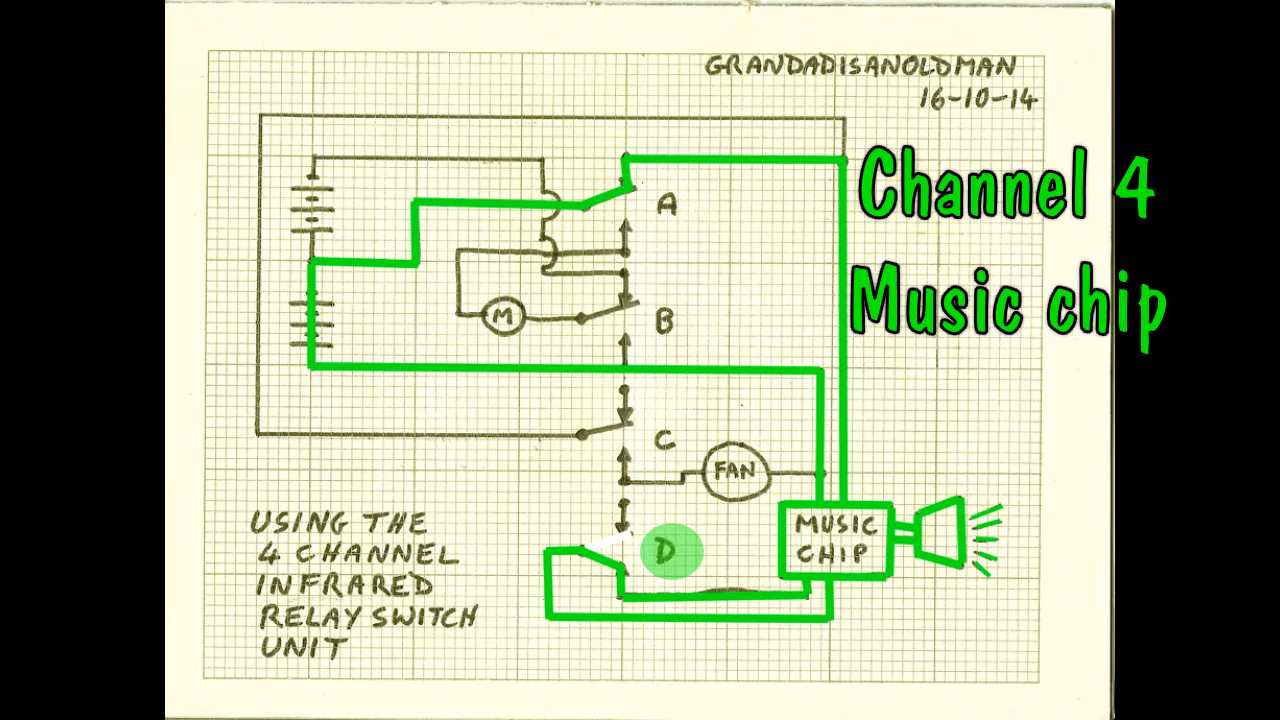 GRANDADISANOLDMAN
16-10-14
Channel 4
Music chip
A
M
B
C
FAN
MUSIC
CHIP
D
USING THE
4 CHANNEL
INFRARED
RELAY SWITCH
UNIT